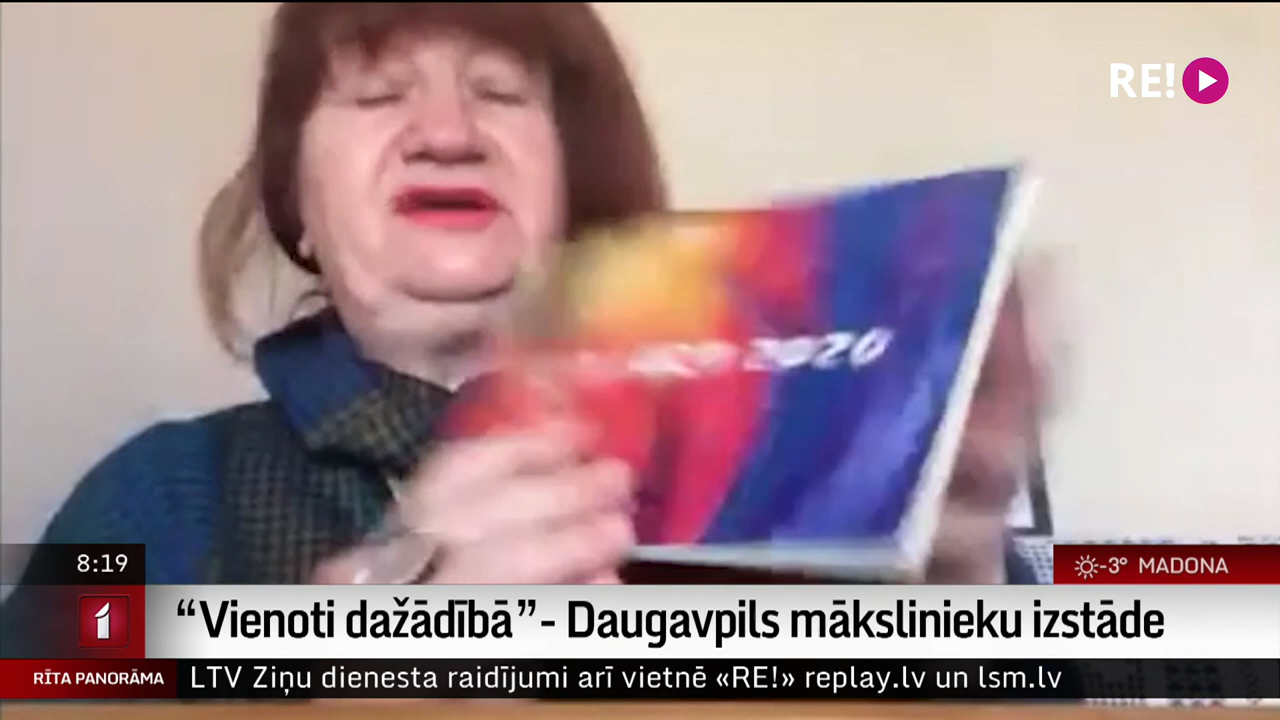 RE!
2020
8:19
-3° MADONA
1
“Vienoti dažādībā”- Daugavpils mākslinieku izstāde
RĪTA PANORĀMA
LTV Ziņu dienesta raidījumi arī vietnē «RE!» replay.lv un lsm.lv